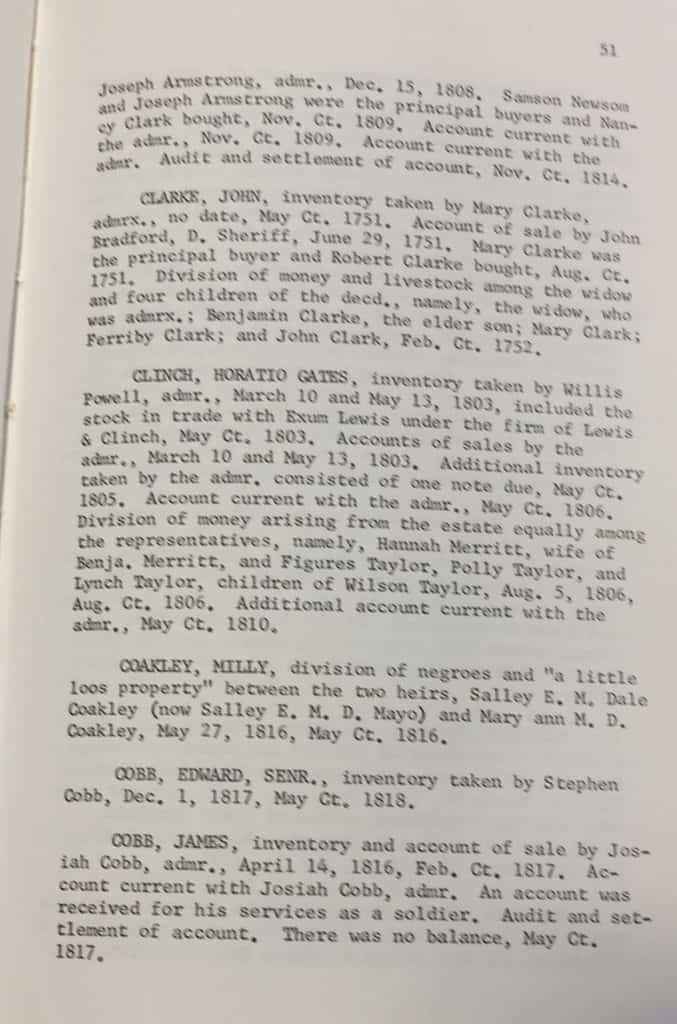 51
Joseph Armstrong, admr., Dec. 15, 1808. Samson Newsom
and Joseph Armstrong were the principal buyers and Nan-
cy Clark bought, Nov. Ct. 1809. Account current with
the admr., Nov. Ct. 1809. Account current with the
admr. Audit and settlement of account, Nov. Ct. 1814.
CLARKE, JOHN, inventory taken by Mary Clarke,
admrx., no date, May Ct. 1751. Account of sale by John
Bradford, D. Sheriff, June 29, 1751. Mary Clarke was
the principal buyer and Robert Clarke bought, Aug. Ct.
1751. Division of money and livestock among the widow
and four children of the decd., namely, the widow, who
was admrx.; Benjamin Clarke, the elder son; Mary Clark;
Ferriby Clark; and John Clark, Feb. Ct. 1752.
CLINCH, HORATIO GATES, inventory taken by Willis
Powell, admr., March 10 and May 13, 1803, included the
stock in trade with Exum Lewis under the firm of Lewis
& Clinch, May Ct. 1803. Accounts of sales by the
admr., March 10 and May 13, 1803. Additional inventory
taken by the admr. consisted of one note due, May Ct.
1805. Account current with the admr., May Ct. 1806.
Division of money arising from the estate equally among
the representatives, namely, Hannah Merritt, wife of
Benja. Merritt, and Figures Taylor, Polly Taylor, and
Lynch Taylor, children of Wilson Taylor, Aug. 5, 1806,
Aug. Ct. 1806. Additional account current with the
admr., May Ct. 1810.
COAKLEY, MILLY, division of negroes and "a little
loos property" between the two heirs, Salley E. M. Dale
Coakley (now Salley E. M. D. Mayo) and Mary ann M. D.
Coakley, May 27, 1816, May Ct. 1816.
COBB, EDWARD, SENR., inventory taken by Stephen
Cobb, Dec. 1, 1817, May Ct. 1818.
COBB, JAMES, inventory and account of sale by Jos-
iah Cobb, admr., April 14, 1816, Feb. Ct. 1817. Ac-
count current with Josiah Cobb, admr. An account was
received for his services as a soldier. Audit and set-
tlement of account. There was no balance, May Ct.
1817.